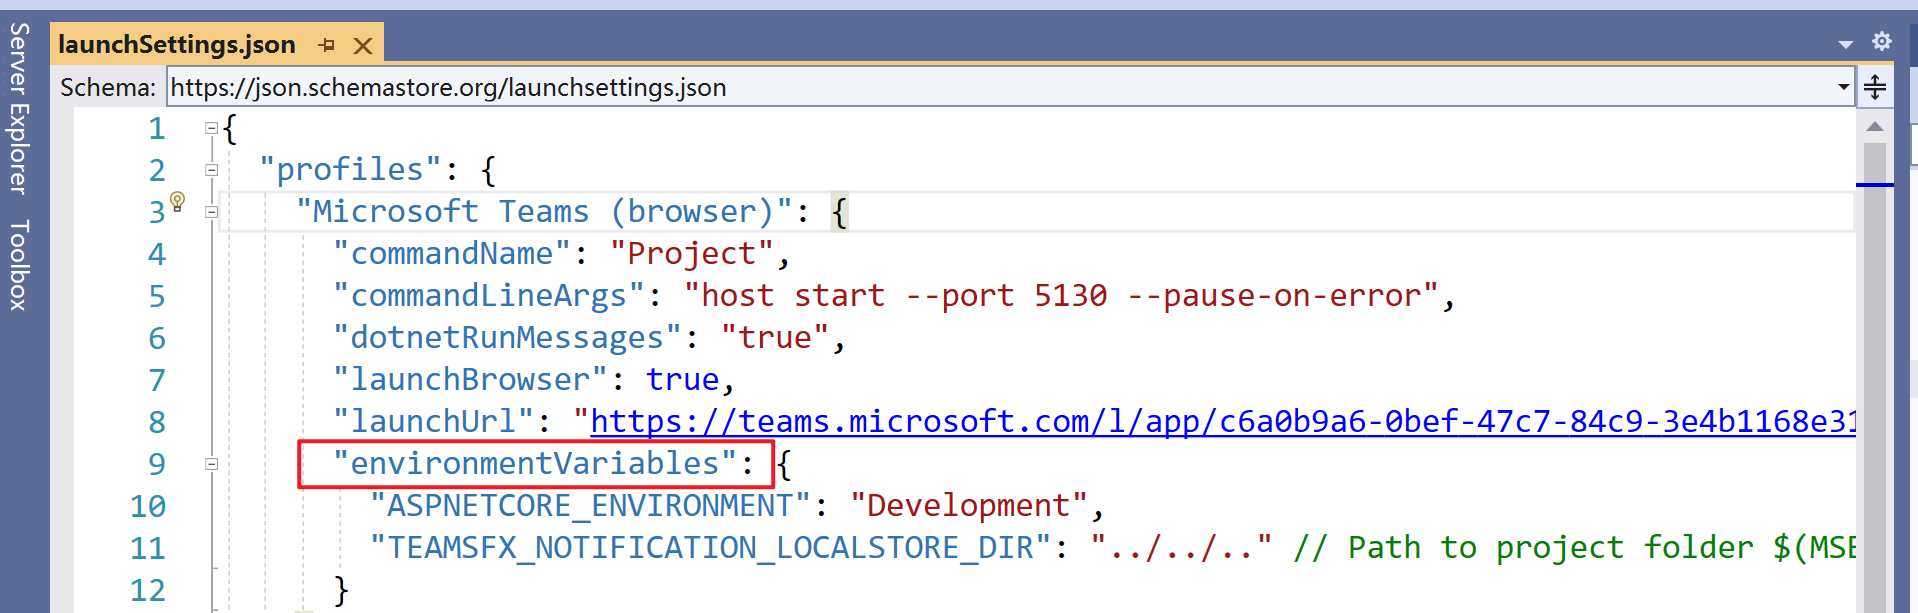 Server Explorer
Toolbox
launchSettings.json
Schema: https://json.schemastore.org/launchsettings.json
1 {
2 "profiles": {
3 "Microsoft Teams (browser)": {
4 "commandName": "Project",
5 "commandLineArgs": "host start --port 5130 --pause-on-error",
6 "dotnetRunMessages": "true",
7 "launchBrowser": true,
8 "launchUrl": "https://teams.microsoft.com/l/app/c6a0b9a6-0bef-47c7-84c9-3e4b1168e31
9 "environmentVariables": {
10 "ASPNETCORE_ENVIRONMENT": "Development",
11 "TEAMSFX_NOTIFICATION_LOCALSTORE_DIR": "../../.." // Path to project folder $(MSB
12 }